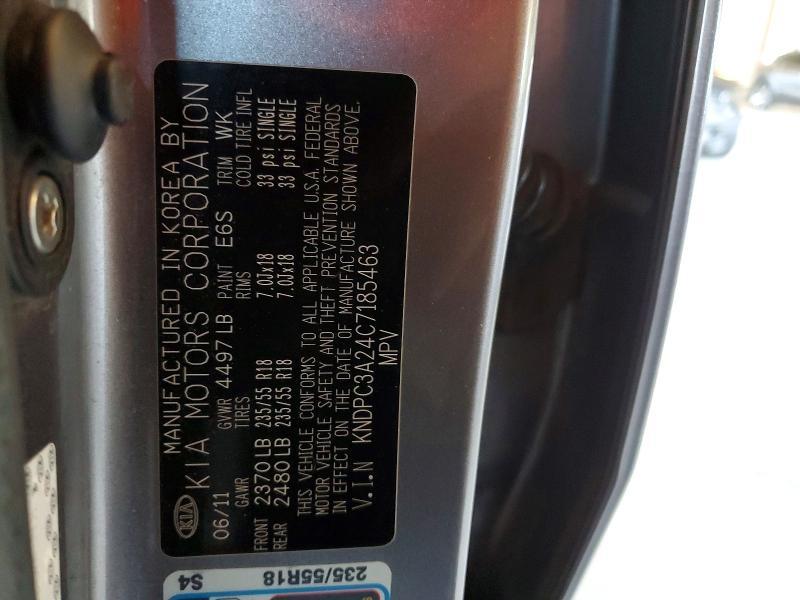 KIA
MANUFACTURED IN KOREA BY
KIA MOTORS CORPORATION
06/11 GVWR 4497 LB PAINT E6S TRIM WK
GAWR TIRES RIMS COLD TIRE INFL
FRONT 2370 LB 235/55 R18 7.0Jx18 33 psi SINGLE
REAR 2480 LB 235/55 R18 7.0Jx18 33 psi SINGLE
THIS VEHICLE CONFORMS TO ALL APPLICABLE U.S.A. FEDERAL
MOTOR VEHICLE SAFETY AND THEFT PREVENTION STANDARDS
IN EFFECT ON THE DATE OF MANUFACTURE SHOWN ABOVE.
V.I.N KNDPC3A24C7185463
MPV
235/55R18
S4